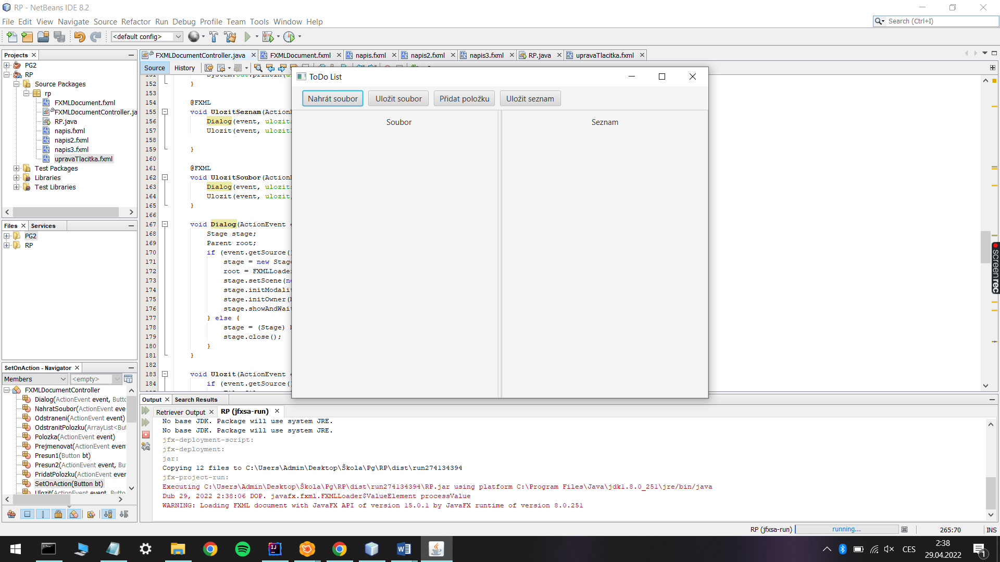 RP - NetBeans IDE 8.2
File Edit View Navigate Source Refactor Run Debug Profile Team Tools Window Help
Search (Ctrl+I)
<default config>
Projects
FXMLDocumentController.java FXMLDocument.fxml napis.fxml napis2.fxml napis3.fxml RP.java upravaTlacitka.fxml
Source History
PG2
RP
Source Packages
rp
FXMLDocument.fxml
FXMLDocumentController.ja
RP.java
napis.fxml
napis2.fxml
napis3.fxml
upravaTlacitka.fxml
Test Packages
Libraries
Test Libraries
Files Services
PG2
RP
SetOnAction - Navigator
Members <empty>
FXMLDocumentController
Dialog(ActionEvent event, Butto
NahratSoubor(ActionEvent eve
Odstraneni(ActionEvent event)
OdstranitPolozku(ArrayList<But
Polozka(ActionEvent event)
Prejmenovat(ActionEvent even
Presun1(Button bt)
Presun2(ActionEvent event, Bu
PridatPolozku(ActionEvent ever
SetOnAction(Button bt)
Ulozit(ActionEvent event, Button
152 }
153
154 @FXML
155 void UlozitSeznam(ActionE
156 Dialog(event, ulozits
157 Ulozit(event, ulozit
158
159 }
160
161 @FXML
162 void UlozitSoubor(ActionE
163 Dialog(event, ulozits
164 Ulozit(event, ulozit
165 }
166
167 void Dialog(ActionEvent e
168 Stage stage;
169 Parent root;
170 if (event.getSource()
171 stage = new Stage
172 root = FXMLLoader
173 stage.setScene(ne
174 stage.initModalit
175 stage.initOwner(
176 stage.showAndWait
177 } else {
178 stage = (Stage)
179 stage.close();
180 }
181 }
182
183 void Ulozit(ActionEvent e
184 if (event.getSource()
ToDo List
Nahrát soubor Uložit soubor Přidat položku Uložit seznam
Soubor Seznam
Output Search Results
Retriever Output RP (jfxsa-run)
No base JDK. Package will use system JRE.
No base JDK. Package will use system JRE.
jfx-deployment-script:
jfx-deployment:
jar:
Copying 12 files to C:\Users\Admin\Desktop\Škola\Pg\RP\dist\run274134394
jfx-project-run:
Executing C:\Users\Admin\Desktop\Škola\Pg\RP\dist\run274134394\RP.jar using platform C:\Program Files\Java\jdk1.8.0_251\jre/bin/java
Dub 29, 2022 2:38:06 DOP. javafx.fxml.FXMLLoader$ValueElement processValue
WARNING: Loading FXML document with JavaFX API of version 15.0.1 by JavaFX runtime of version 8.0.251
RP (jfxsa-run) running... 265:70 INS
screenrec
CES
2:38
29.04.2022
1